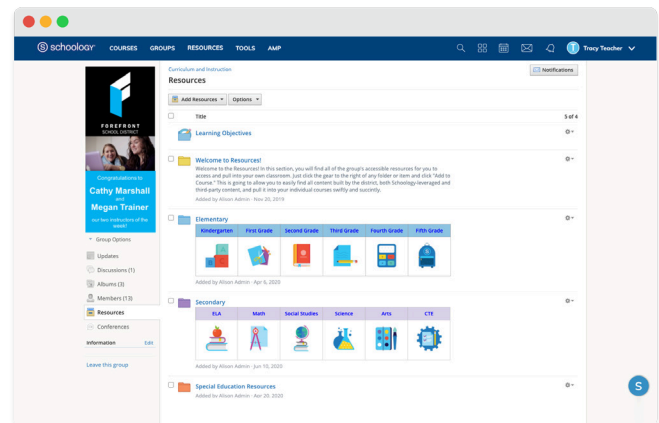 schoology
COURSES GROUPS RESOURCES TOOLS AMP
Tracy Teacher
FOREFRONT
SCHOOL DISTRICT
Congratulations to
Cathy Marshall
and
Megan Trainer
our two instructors of the
week!
Group Options
Updates
Discussions (1)
Albums (3)
Members (13)
Resources
Conferences
Information Edit
Leave this group
Curriculum and Instruction
Resources
Notifications
Add Resources Options
Title 5 of 4
Learning Objectives
Welcome to Resources!
Welcome to the Resources! In this section, you will find all of the group's accessible resources for you to
access and pull into your own classroom. Just click the gear to the right of any folder or item and click "Add to
Course." This is going to allow you to easily find all content built by the district, both Schoology-leveraged and
third-party content, and pull it into your individual courses swiftly and succintly.
Added by Alison Admin · Nov 20, 2019
Elementary
Kindergarten First Grade Second Grade Third Grade Fourth Grade Fifth Grade
Added by Alison Admin · Apr 6, 2020
Secondary
ELA Math Social Studies Science Arts CTE
Added by Alison Admin · Jun 10, 2020
Special Education Resources
Added by Alison Admin · Apr 20, 2020
S